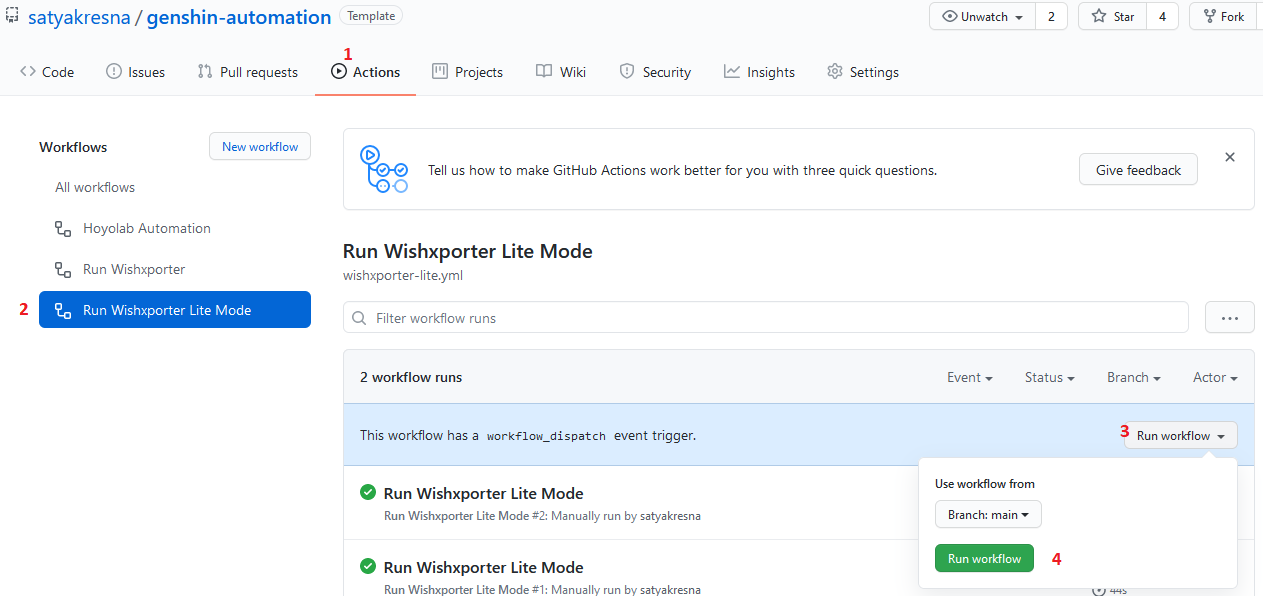 satyakresna / genshin-automation Template
Unwatch 2 Star 4 Fork
1
Code Issues Pull requests Actions Projects Wiki Security Insights Settings
Workflows New workflow
All workflows
Hoyolab Automation
Run Wishxporter
2 Run Wishxporter Lite Mode
Tell us how to make GitHub Actions work better for you with three quick questions. Give feedback
Run Wishxporter Lite Mode
wishxporter-lite.yml
Filter workflow runs
2 workflow runs Event Status Branch Actor
This workflow has a workflow_dispatch event trigger. 3 Run workflow
Use workflow from
Branch: main
Run workflow 4
Run Wishxporter Lite Mode
Run Wishxporter Lite Mode #2: Manually run by satyakresna
Run Wishxporter Lite Mode
Run Wishxporter Lite Mode #1: Manually run by satyakresna
44s